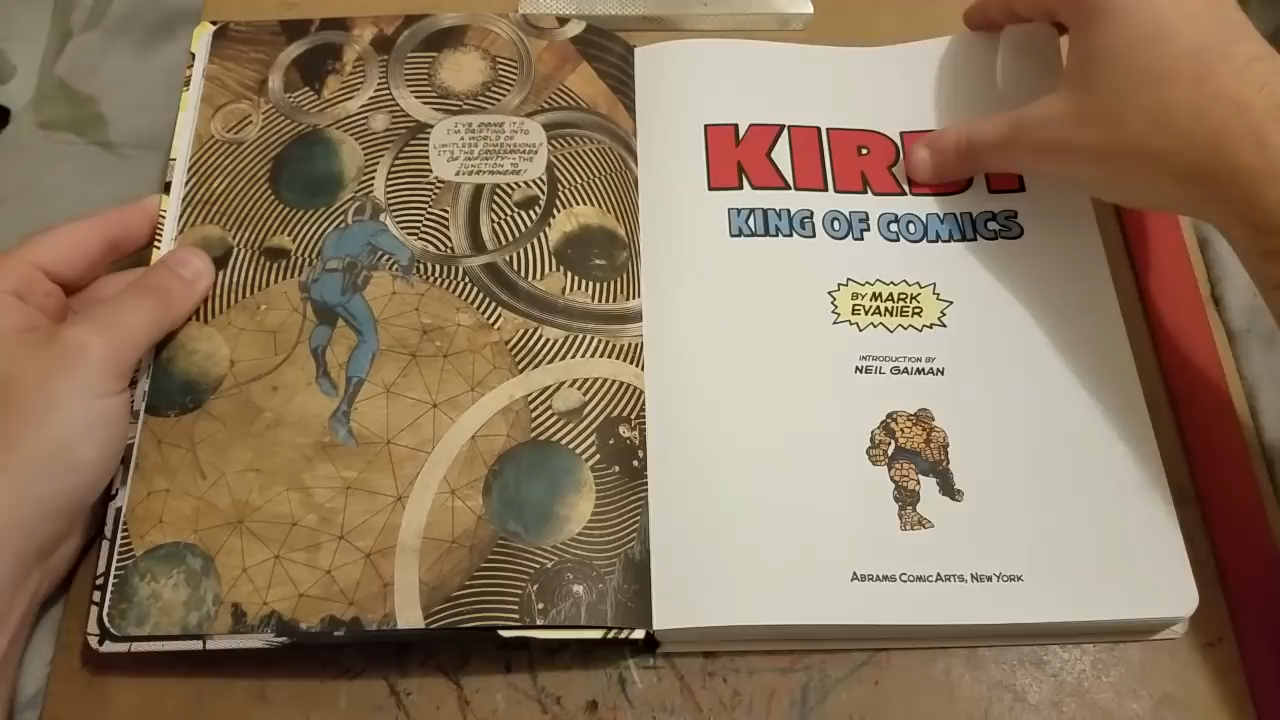 I'VE DONE IT!!
I'M DRIFTING INTO
A WORLD OF
LIMITLESS DIMENSIONS!!
IT'S THE CROSSROADS
OF INFINITY--THE
JUNCTION TO
EVERYWHERE!
KIRBY
KING OF COMICS
BY MARK
EVANIER
INTRODUCTION BY
NEIL GAIMAN
ABRAMS COMICARTS, NEW YORK